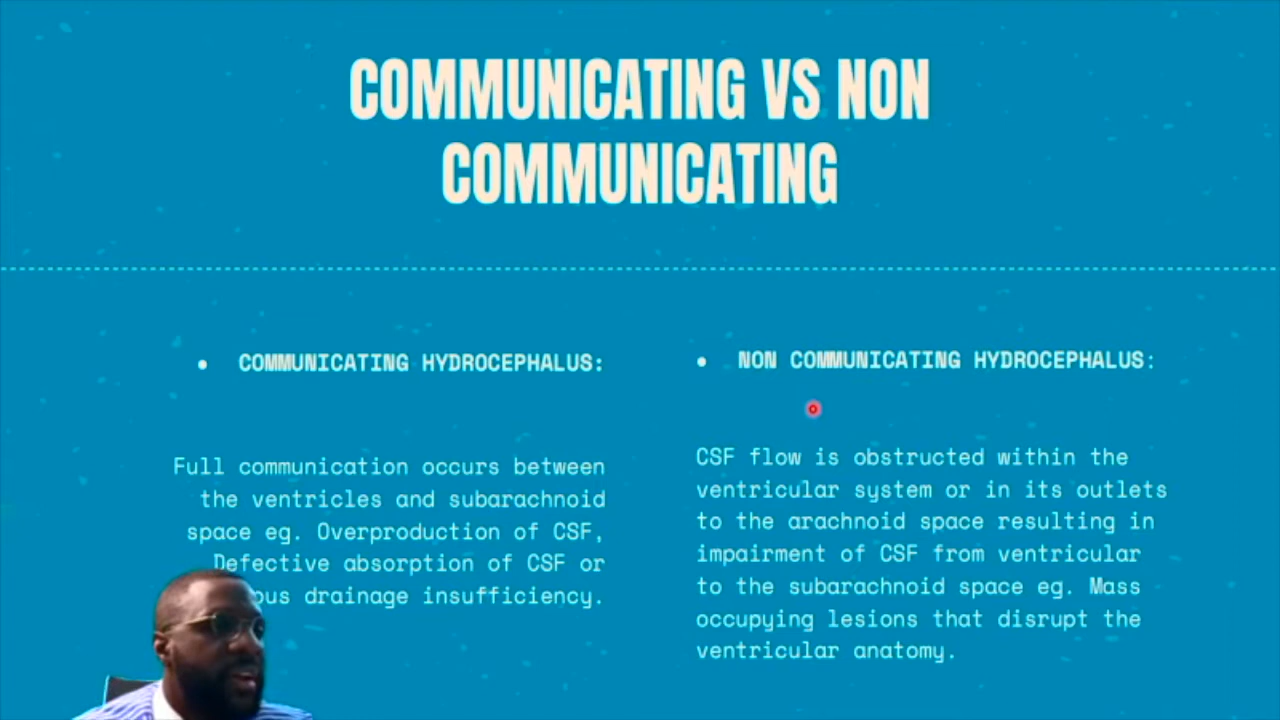 COMMUNICATING VS NON
COMMUNICATING
• COMMUNICATING HYDROCEPHALUS:
Full communication occurs between
the ventricles and subarachnoid
space eg. Overproduction of CSF,
Defective absorption of CSF or
drainage insufficiency.
• NON COMMUNICATING HYDROCEPHALUS:
CSF flow is obstructed within the
ventricular system or in its outlets
to the arachnoid space resulting in
impairment of CSF from ventricular
to the subarachnoid space eg. Mass
occupying lesions that disrupt the
ventricular anatomy.